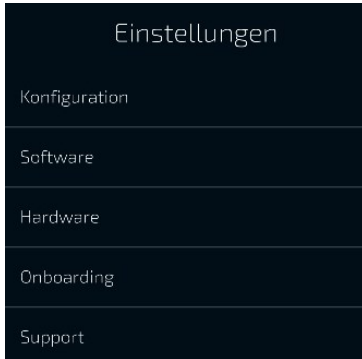 Einstellungen
Konfiguration
Software
Hardware
Onboarding
Support